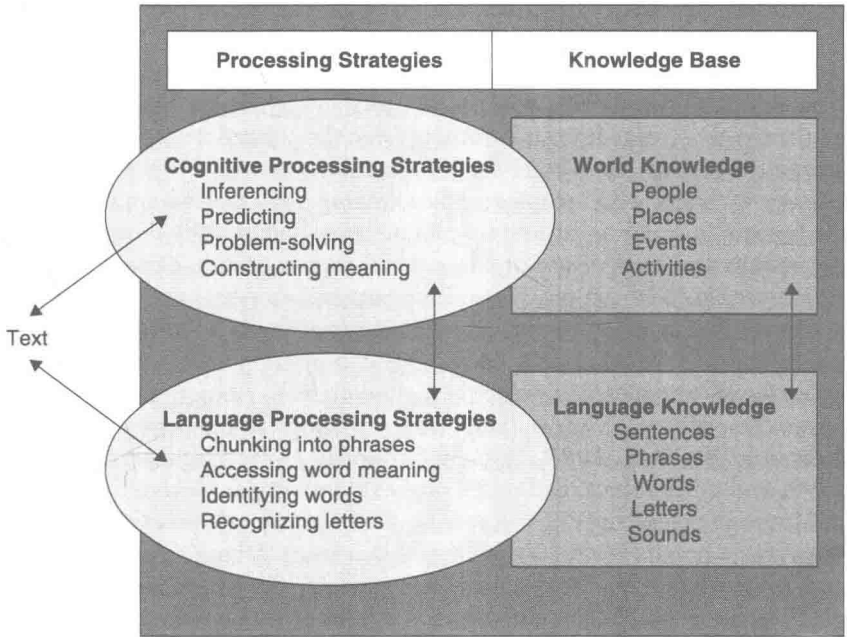 Processing Strategies
Knowledge Base
Cognitive Processing Strategies
Inferencing
Predicting
Problem-solving
Constructing meaning
World Knowledge
People
Places
Events
Activities
Text
Language Processing Strategies
Chunking into phrases
Accessing word meaning
Identifying words
Recognizing letters
Language Knowledge
Sentences
Phrases
Words
Letters
Sounds